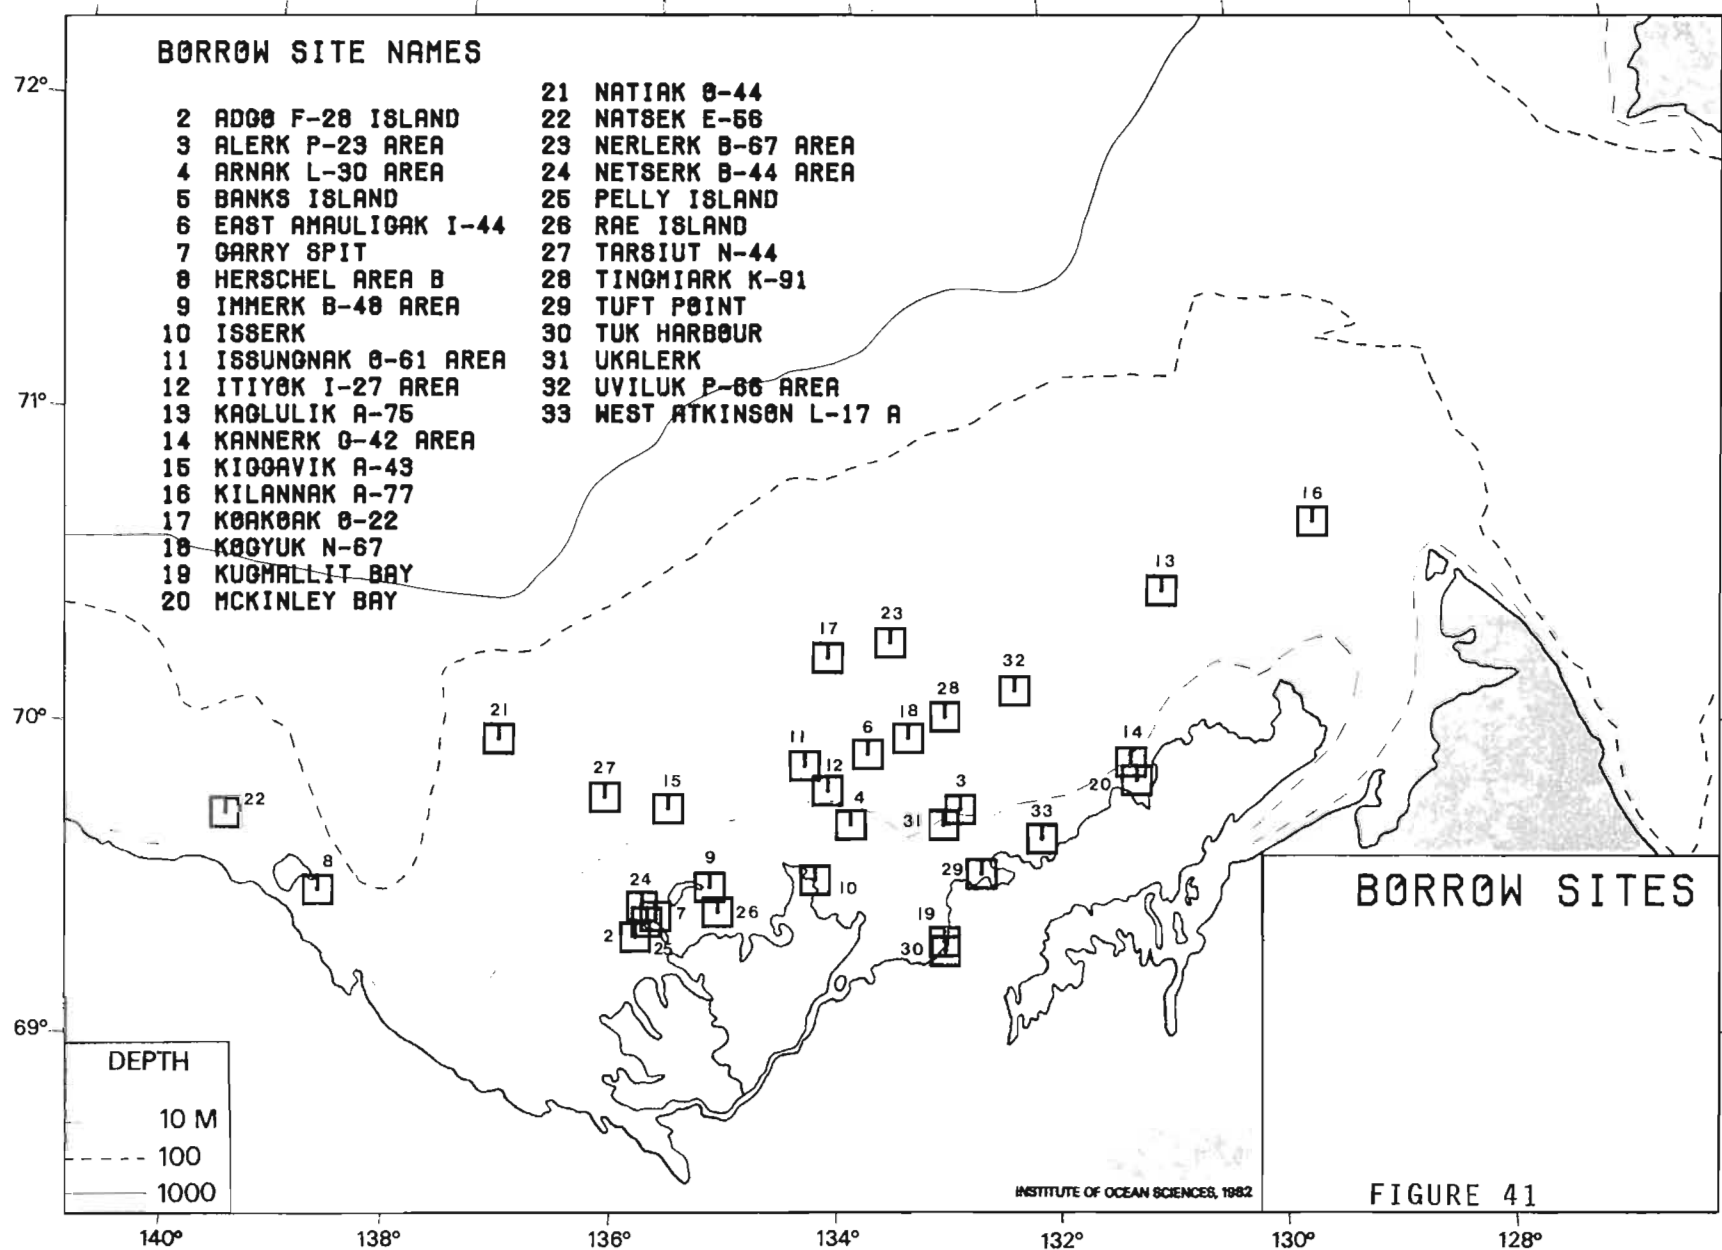 BORROW SITE NAMES
2 ADGO F-28 ISLAND
3 ALERK P-23 AREA
4 ARNAK L-30 AREA
5 BANKS ISLAND
6 EAST AMAULIGAK I-44
7 GARRY SPIT
8 HERSCHEL AREA B
9 IMMERK B-48 AREA
10 ISSERK
11 ISSUNGNAK O-61 AREA
12 ITIYOK I-27 AREA
13 KAGLULIK A-75
14 KANNERK G-42 AREA
15 KIGGAVIK A-43
16 KILANNAK A-77
17 KOAKOAK O-22
18 KOGYUK N-67
19 KUGMALLIT BAY
20 MCKINLEY BAY
21 NATIAK O-44
22 NATSEK E-56
23 NERLERK B-67 AREA
24 NETSERK B-44 AREA
25 PELLY ISLAND
26 RAE ISLAND
27 TARSIUT N-44
28 TINGMIARK K-91
29 TUFT POINT
30 TUK HARBOUR
31 UKALERK
32 UVILUK P-66 AREA
33 WEST ATKINSON L-17 A
72°
71°
70°
69°
16
13
23
17
32
28
21
18
6
11
14
12
27
15
3
20
22
4
31
33
9
8
29
24
10
7
26
19
2
25
30
BORROW SITES
DEPTH
10 M
100
1000
INSTITUTE OF OCEAN SCIENCES, 1982
FIGURE 41
140°
138°
136°
134°
132°
130°
128°